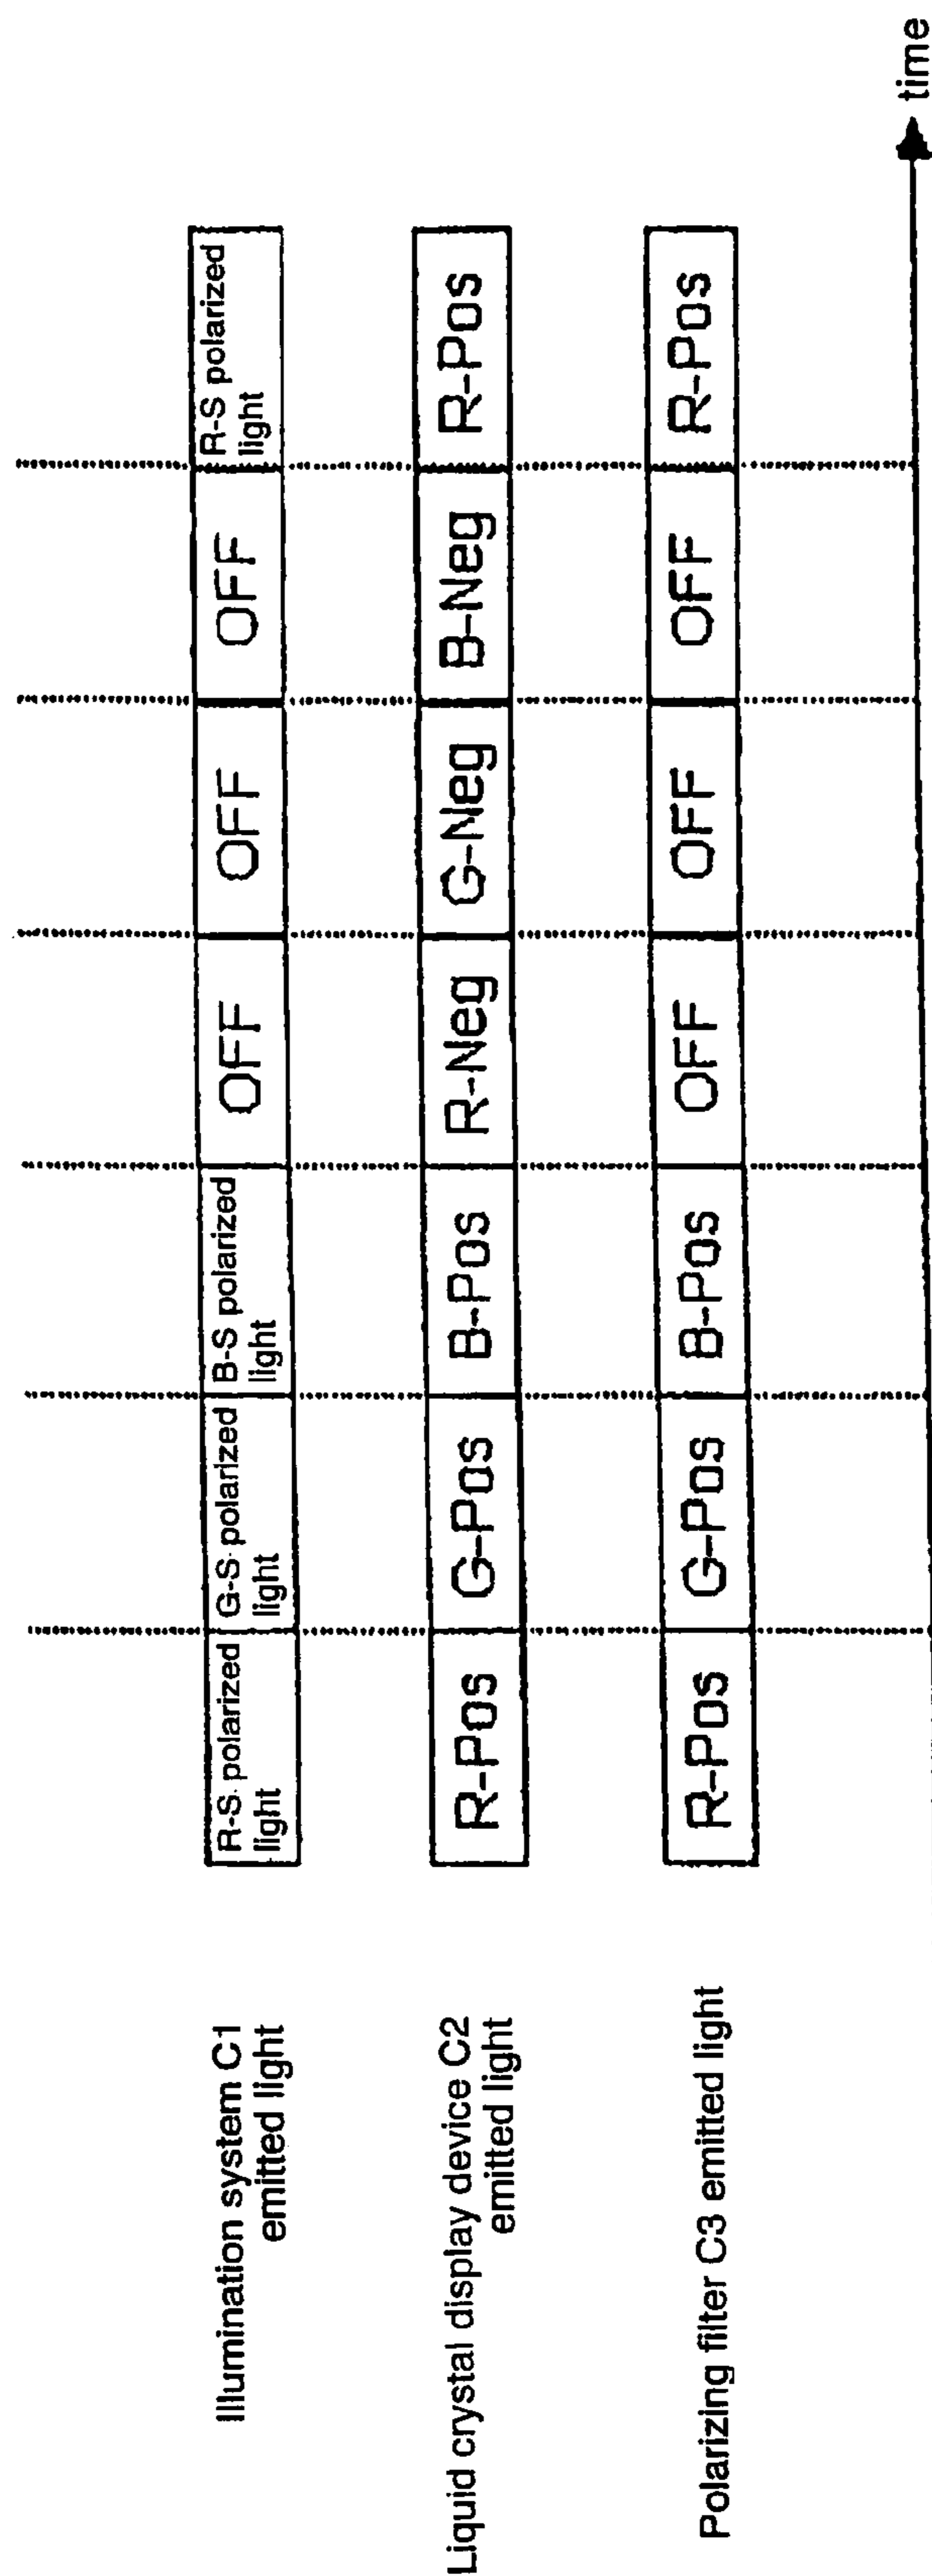 Illumination system C1
emitted light
R-S polarized
light
G-S polarized
light
B-S polarized
light
OFF
OFF
OFF
R-S polarized
light
Liquid crystal display device C2
emitted light
R-Pos
G-Pos
B-Pos
R-Neg
G-Neg
B-Neg
R-Pos
Polarizing filter C3 emitted light
R-Pos
G-Pos
B-Pos
OFF
OFF
OFF
R-Pos
time